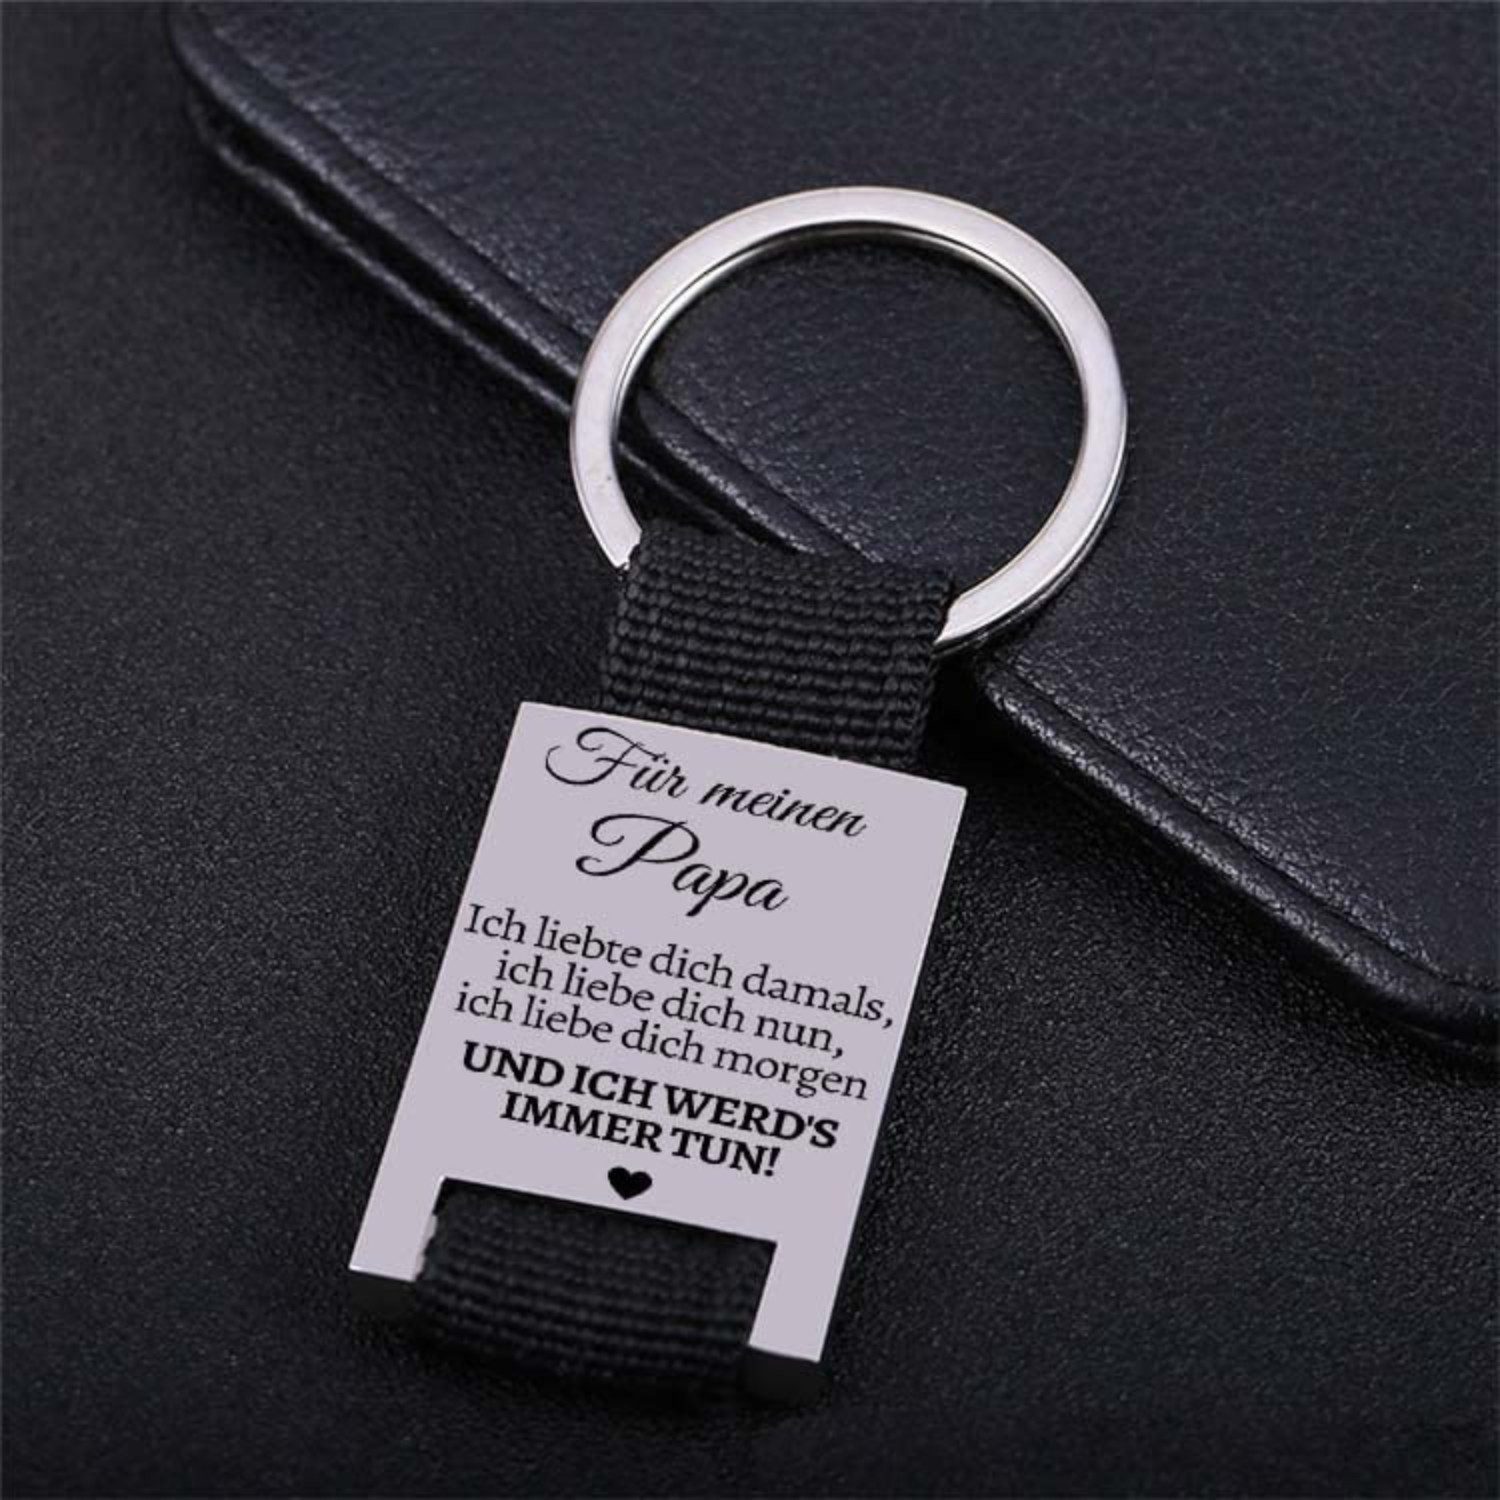 Für meinen
Papa
Ich liebte dich damals,
ich liebe dich nun,
ich liebe dich morgen
UND ICH WERD'S
IMMER TUN!